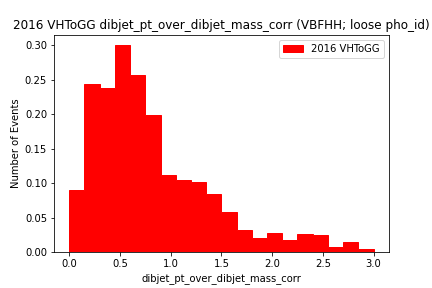 2016 VHToGG dibjet_pt_over_dibjet_mass_corr (VBFHH; loose pho_id)
2016 VHToGG
0.30
0.25
0.20
0.15
0.10
0.05
0.00
Number of Events
0.0 0.5 1.0 1.5 2.0 2.5 3.0
dibjet_pt_over_dibjet_mass_corr